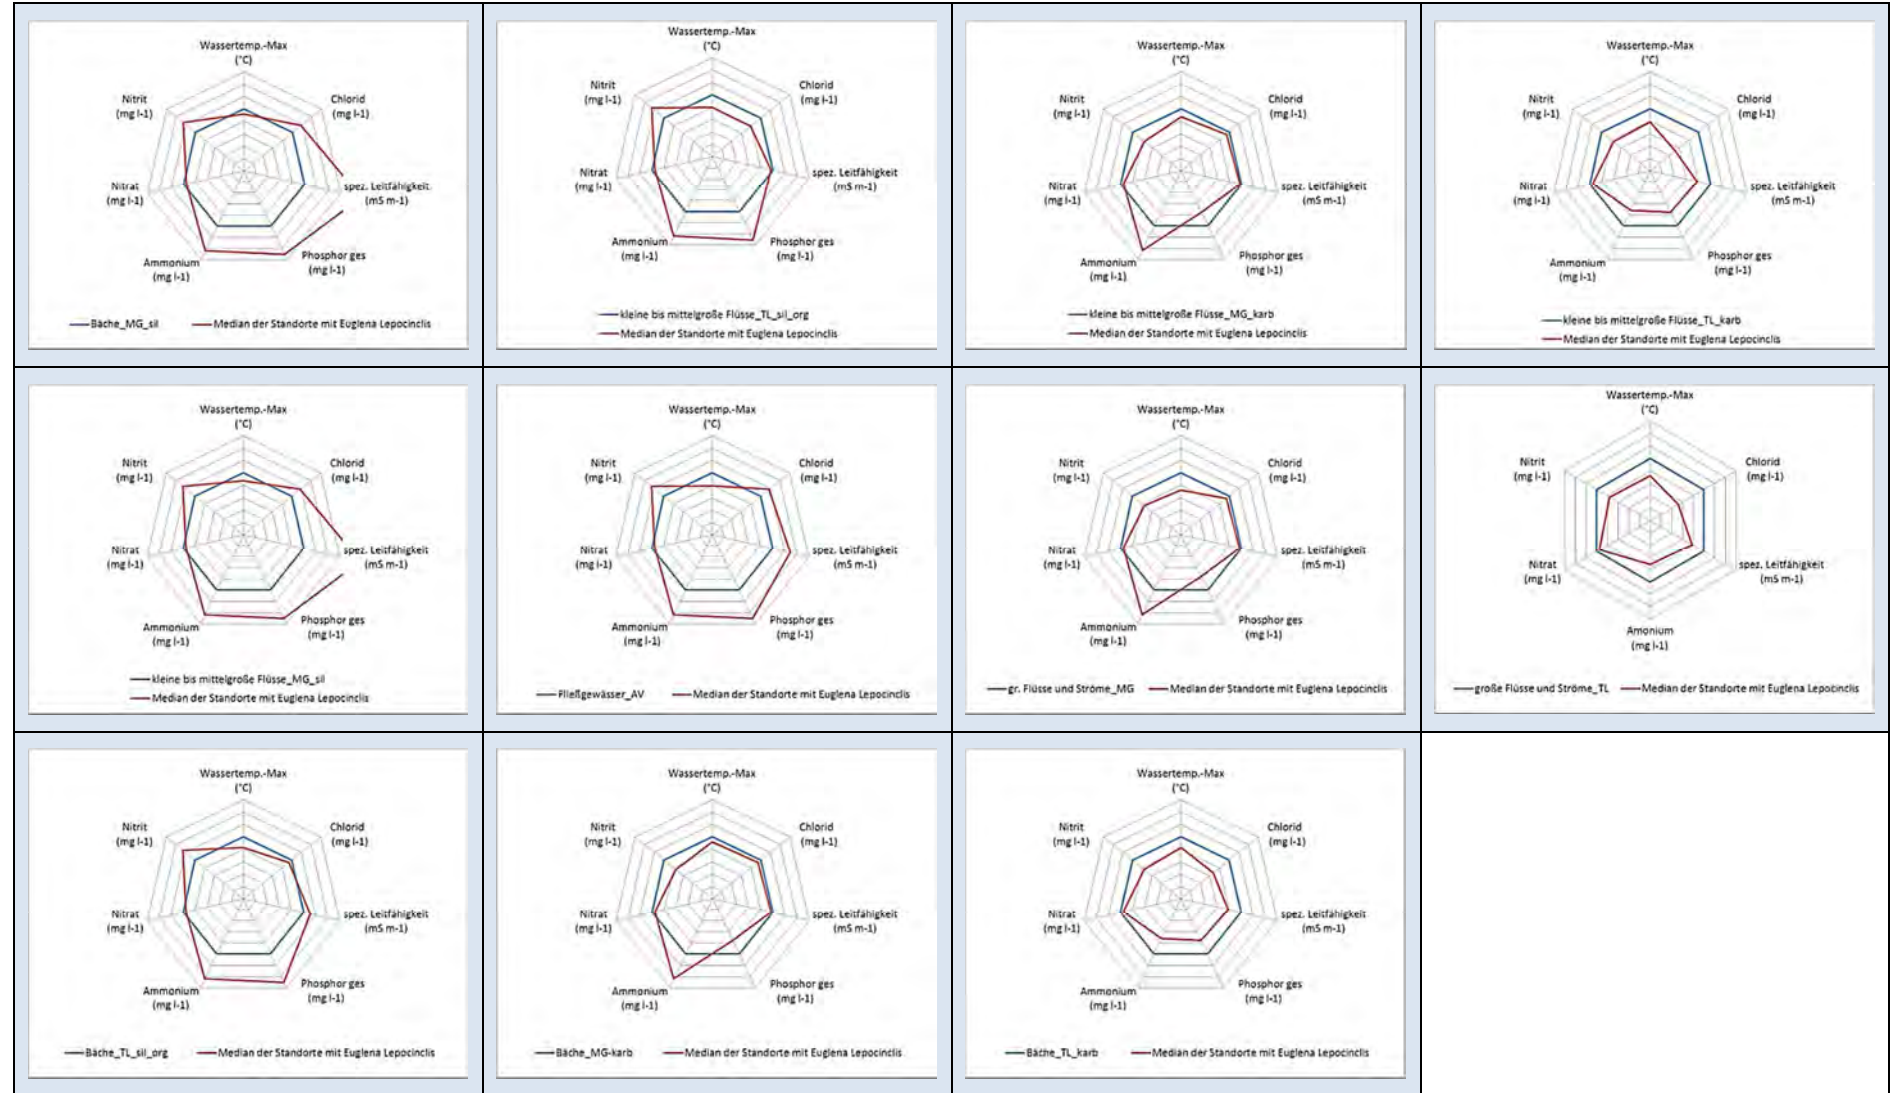 Wassertemp.-Max
(°C)
Nitrit
(mg l-1)
Chlorid
(mg l-1)
Nitrat
(mg l-1)
spez. Leitfähigkeit
(mS m-1)
Ammonium
(mg l-1)
Phosphor ges
(mg l-1)
Bäche_MG_sil
Median der Standorte mit Euglena Lepocinclis
Wassertemp.-Max
(°C)
Nitrit
(mg l-1)
Chlorid
(mg l-1)
Nitrat
(mg l-1)
spez. Leitfähigkeit
(mS m-1)
Ammonium
(mg l-1)
Phosphor ges
(mg l-1)
kleine bis mittelgroße Flüsse_TL_sil_org
Median der Standorte mit Euglena Lepocinclis
Wassertemp.-Max
(°C)
Nitrit
(mg l-1)
Chlorid
(mg l-1)
Nitrat
(mg l-1)
spez. Leitfähigkeit
(mS m-1)
Ammonium
(mg l-1)
Phosphor ges
(mg l-1)
kleine bis mittelgroße Flüsse_MG_karb
Median der Standorte mit Euglena Lepocinclis
Wassertemp.-Max
(°C)
Nitrit
(mg l-1)
Chlorid
(mg l-1)
Nitrat
(mg l-1)
spez. Leitfähigkeit
(mS m-1)
Ammonium
(mg l-1)
Phosphor ges
(mg l-1)
kleine bis mittelgroße Flüsse_TL_karb
Median der Standorte mit Euglena Lepocinclis
Wassertemp.-Max
(°C)
Nitrit
(mg l-1)
Chlorid
(mg l-1)
Nitrat
(mg l-1)
spez. Leitfähigkeit
(mS m-1)
Ammonium
(mg l-1)
Phosphor ges
(mg l-1)
kleine bis mittelgroße Flüsse_MG_sil
Median der Standorte mit Euglena Lepocinclis
Wassertemp.-Max
(°C)
Nitrit
(mg l-1)
Chlorid
(mg l-1)
Nitrat
(mg l-1)
spez. Leitfähigkeit
(mS m-1)
Ammonium
(mg l-1)
Phosphor ges
(mg l-1)
Fließgewässer_AV
Median der Standorte mit Euglena Lepocinclis
Wassertemp.-Max
(°C)
Nitrit
(mg l-1)
Chlorid
(mg l-1)
Nitrat
(mg l-1)
spez. Leitfähigkeit
(mS m-1)
Ammonium
(mg l-1)
Phosphor ges
(mg l-1)
gr. Flüsse und Ströme_MG
Median der Standorte mit Euglena Lepocinclis
Wassertemp.-Max
(°C)
Nitrit
(mg l-1)
Chlorid
(mg l-1)
Nitrat
(mg l-1)
spez. Leitfähigkeit
(mS m-1)
Amonium
(mg l-1)
große Flüsse und Ströme_TL
Median der Standorte mit Euglena Lepocinclis
Wassertemp.-Max
(°C)
Nitrit
(mg l-1)
Chlorid
(mg l-1)
Nitrat
(mg l-1)
spez. Leitfähigkeit
(mS m-1)
Ammonium
(mg l-1)
Phosphor ges
(mg l-1)
Bäche_TL_sil_org
Median der Standorte mit Euglena Lepocinclis
Wassertemp.-Max
(°C)
Nitrit
(mg l-1)
Chlorid
(mg l-1)
Nitrat
(mg l-1)
spez. Leitfähigkeit
(mS m-1)
Ammonium
(mg l-1)
Phosphor ges
(mg l-1)
Bäche_MG-karb
Median der Standorte mit Euglena Lepocinclis
Wassertemp.-Max
(°C)
Nitrit
(mg l-1)
Chlorid
(mg l-1)
Nitrat
(mg l-1)
spez. Leitfähigkeit
(mS m-1)
Ammonium
(mg l-1)
Phosphor ges
(mg l-1)
Bäche_TL_karb
Median der Standorte mit Euglena Lepocinclis